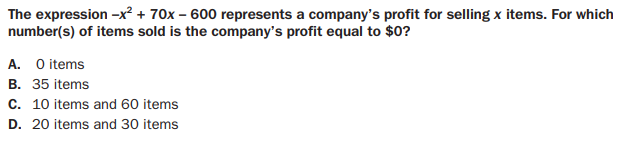 The expression –x² + 70x – 600 represents a company's profit for selling x items. For which
number(s) of items sold is the company's profit equal to $0?
A. 0 items
B. 35 items
C. 10 items and 60 items
D. 20 items and 30 items